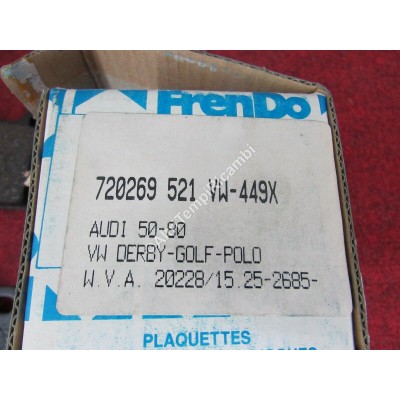 FrenDo
720269 521 VW-449X
AUDI 50-80
VW DERBY-GOLF-POLO
W.V.A. 20228/15.25-2685-
PLAQUETTES